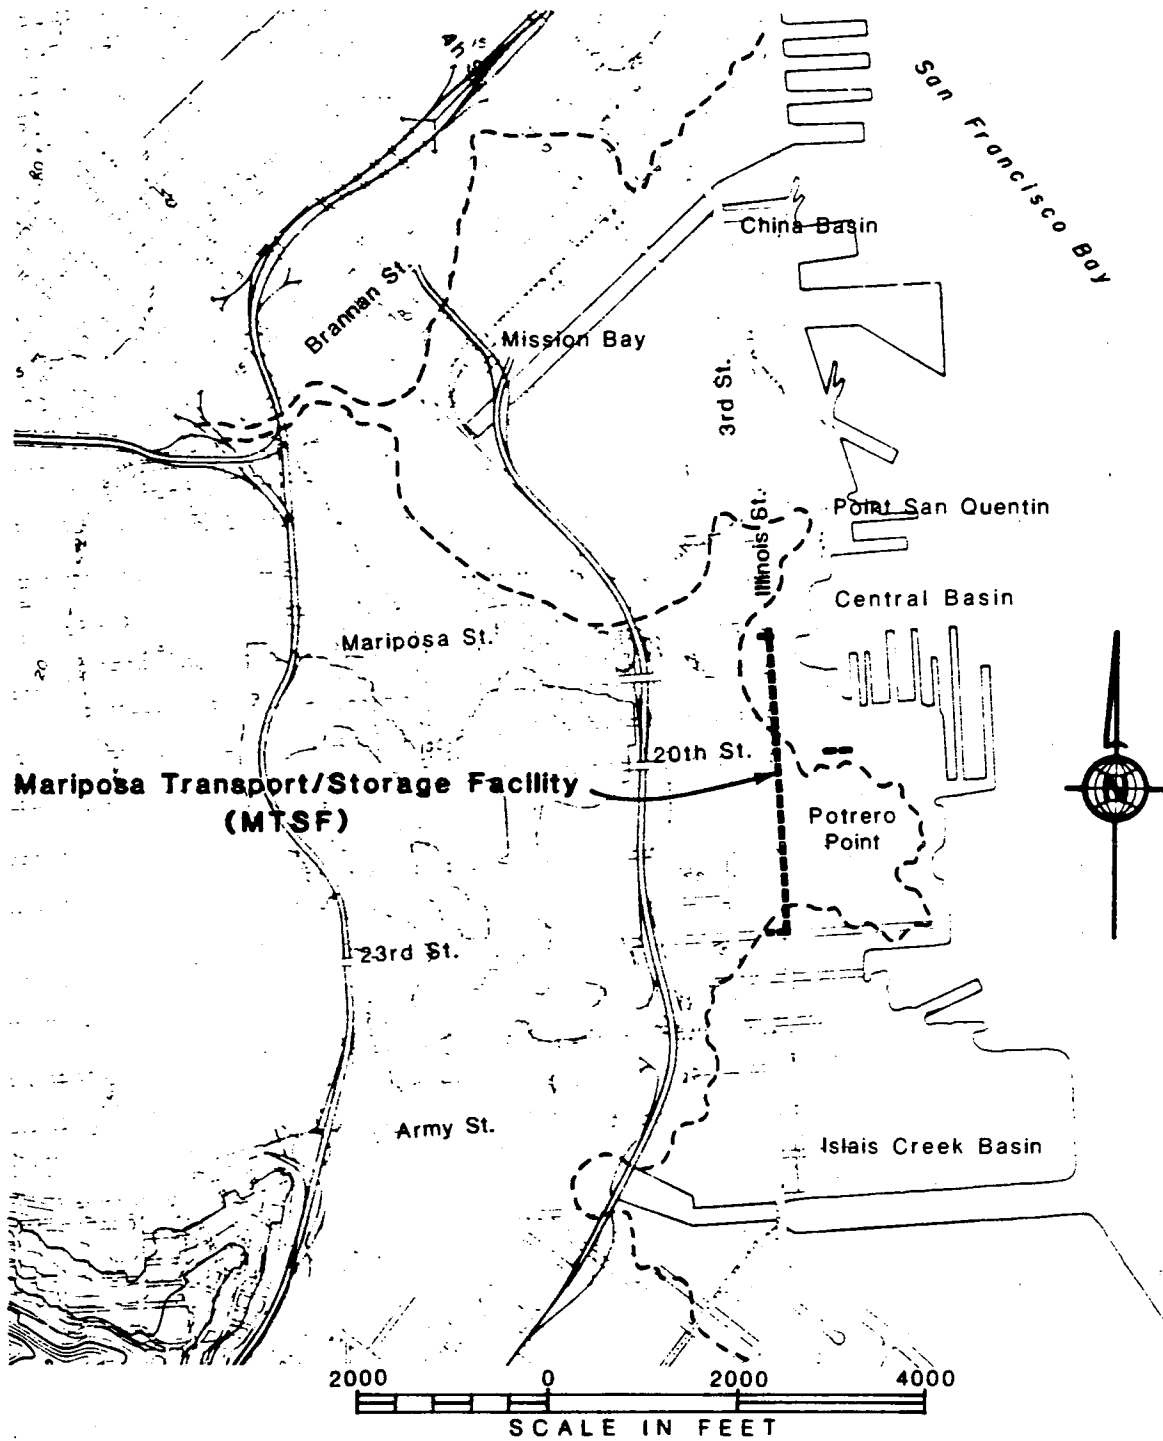 San Francisco Bay
China Basin
Brannan St.
Mission Bay
3rd St.
Point San Quentin
Illinois St.
Central Basin
Mariposa St.
20th St.
Mariposa Transport/Storage Facility
(MTSF)
Potrero
Point
N
23rd St.
Army St.
Islais Creek Basin
2000 0 2000 4000
SCALE IN FEET